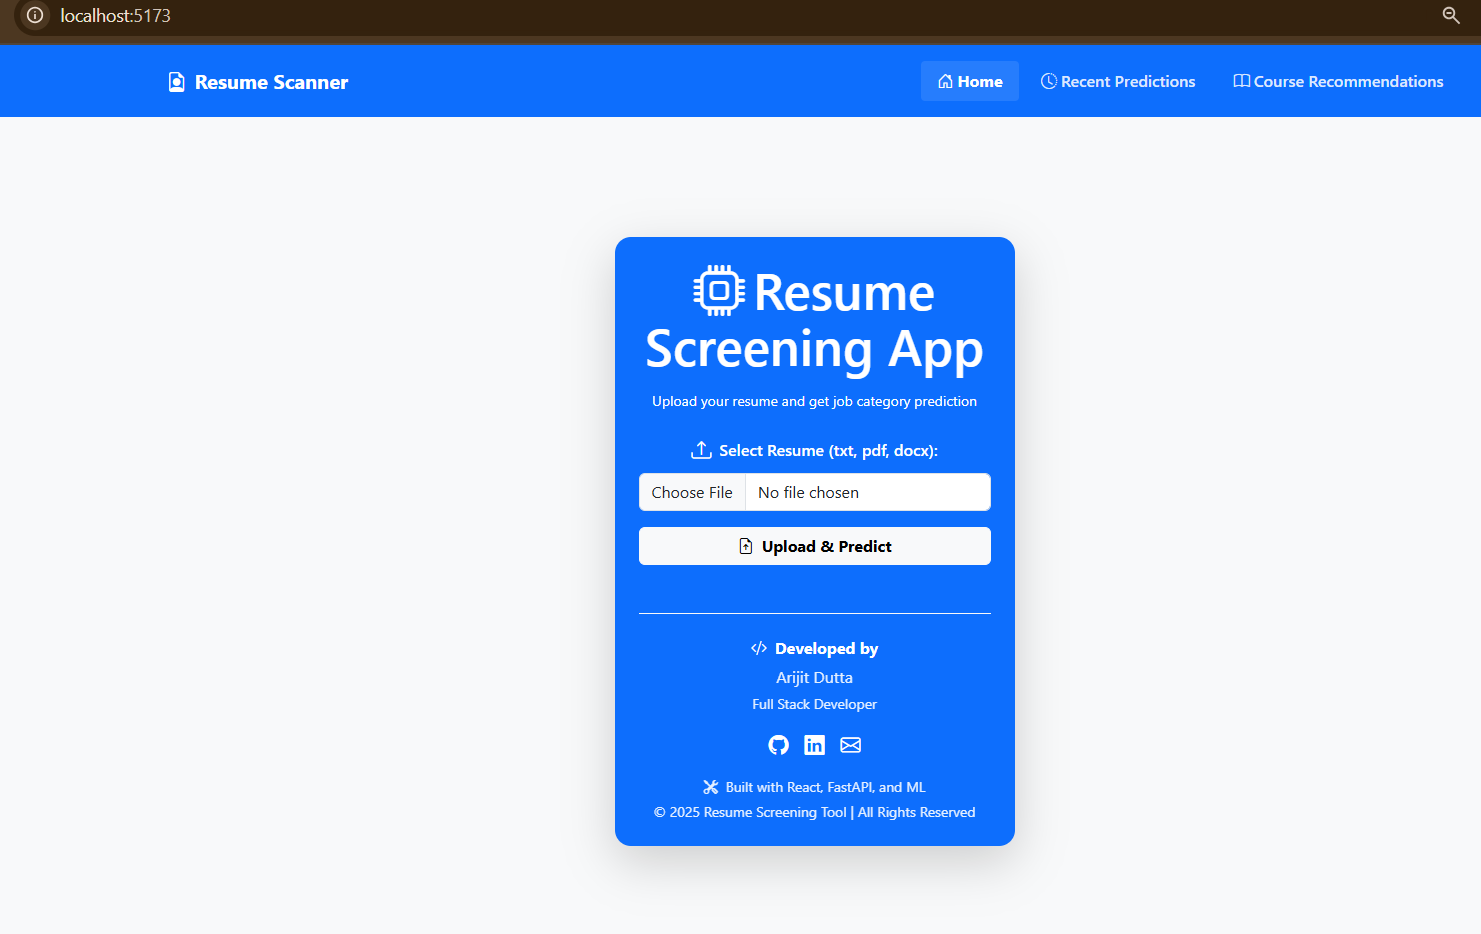 localhost:5173
Resume Scanner
Home
Recent Predictions
Course Recommendations
Resume
Screening App
Upload your resume and get job category prediction
Select Resume (txt, pdf, docx):
Choose File No file chosen
Upload & Predict
</> Developed by
Arijit Dutta
Full Stack Developer
in
Built with React, FastAPI, and ML
© 2025 Resume Screening Tool | All Rights Reserved